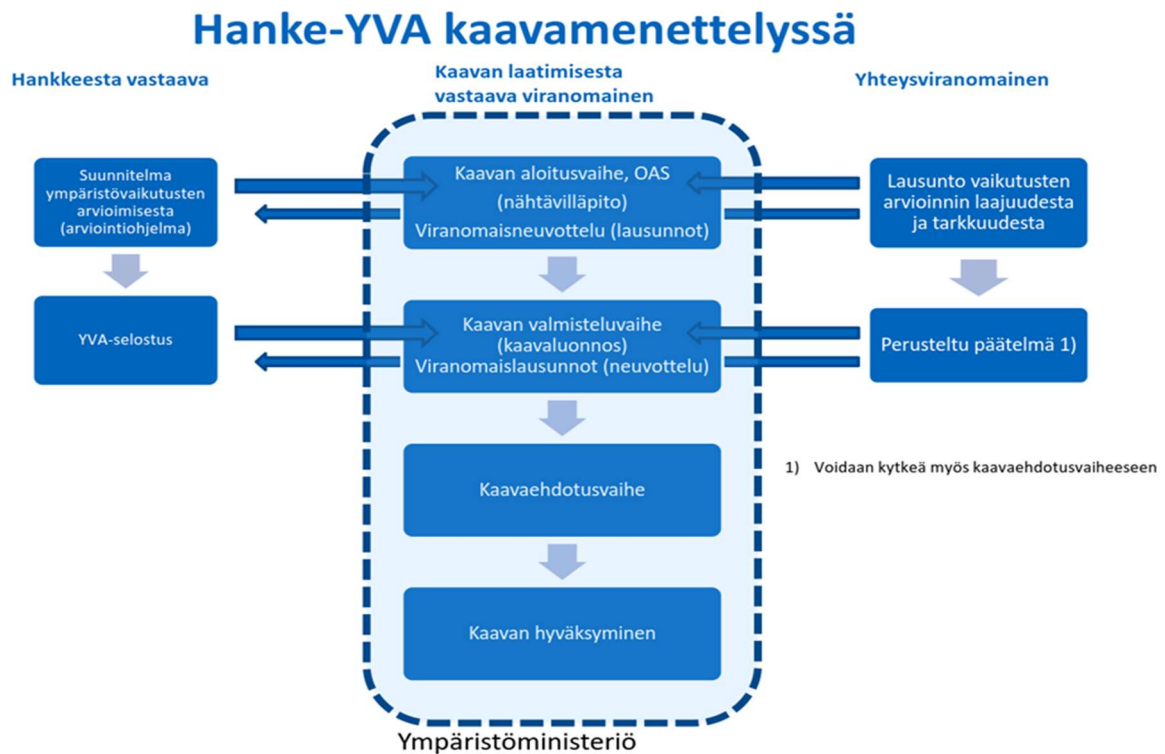 Hanke-YVA kaavamenettelyssä
Hankkeesta vastaava
Kaavan laatimisesta
vastaava viranomainen
Yhteysviranomainen
Suunnitelma
ympäristövaikutusten
arvioimisesta
(arviointiohjelma)
Kaavan aloitusvaihe, OAS
(nähtävilläpito)
Viranomaisneuvottelu (lausunnot)
Lausunto vaikutusten
arvioinnin laajuudesta
ja tarkkuudesta
YVA-selostus
Kaavan valmisteluvaihe
(kaavaluonnos)
Viranomaislausunnot (neuvottelu)
Perusteltu päätelmä 1)
Kaavaehdotusvaihe
1) Voidaan kytkeä myös kaavaehdotusvaiheeseen
Kaavan hyväksyminen
Ympäristöministeriö